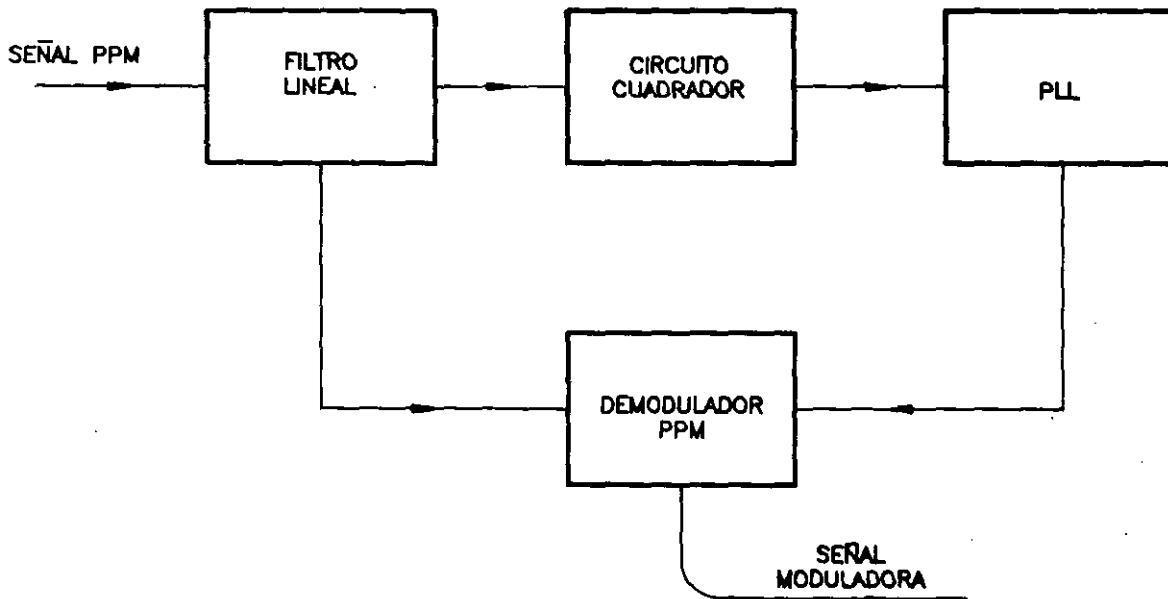 SEÑAL PPM
FILTRO
LINEAL
CIRCUITO
CUADRADOR
PLL
DEMODULADOR
PPM
SEÑAL
MODULADORA